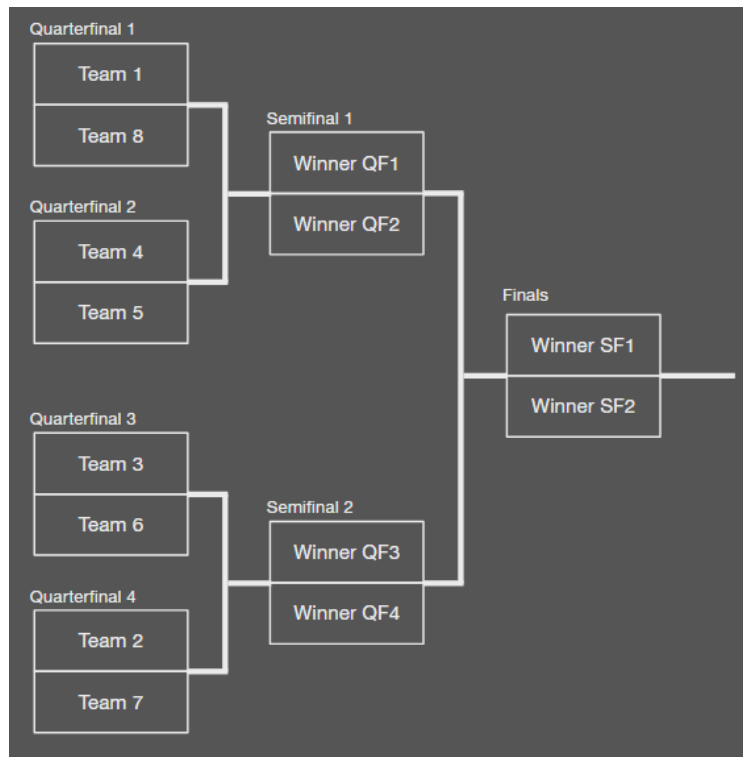 Quarterfinal 1
Team 1
Team 8
Quarterfinal 2
Team 4
Team 5
Quarterfinal 3
Team 3
Team 6
Quarterfinal 4
Team 2
Team 7
Semifinal 1
Winner QF1
Winner QF2
Semifinal 2
Winner QF3
Winner QF4
Finals
Winner SF1
Winner SF2